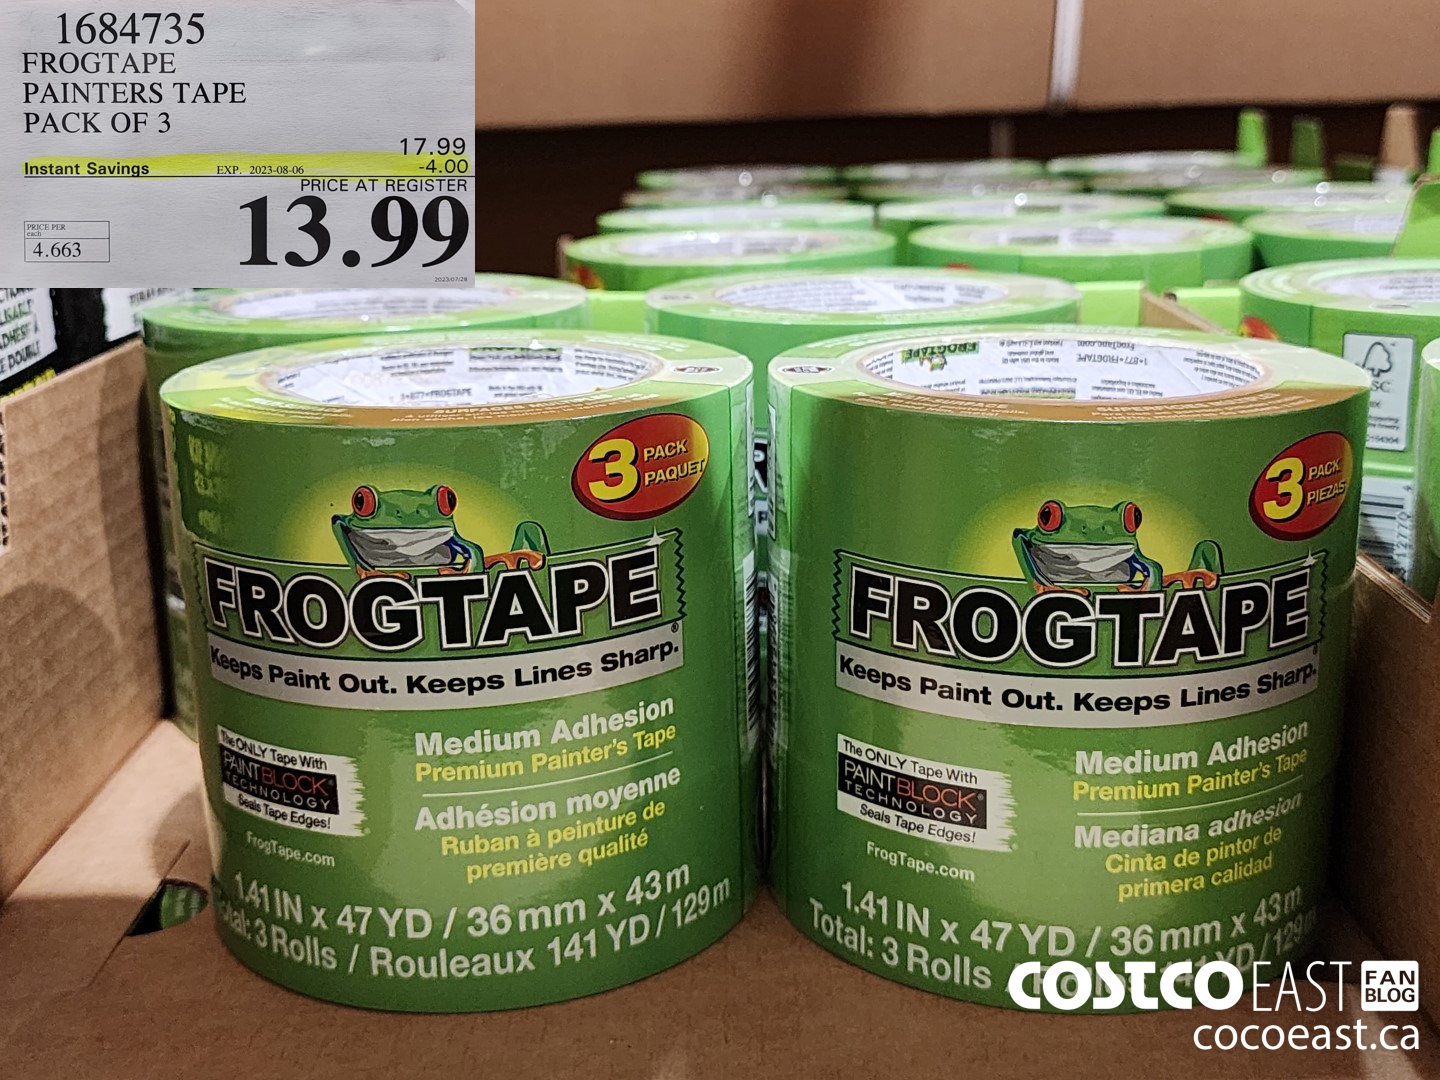 1684735
FROGTAPE
PAINTERS TAPE
PACK OF 3
17.99
Instant Savings EXP. 2023-08-06 -4.00
PRICE AT REGISTER
13.99
PRICE PER
each
4.663
2023/07/28
3 PACK
PAQUET
FROGTAPE®
Keeps Paint Out. Keeps Lines Sharp.
The ONLY Tape With
PAINTBLOCK®
TECHNOLOGY
Seals Tape Edges!
FrogTape.com
Medium Adhesion
Premium Painter's Tape
Adhésion moyenne
Ruban à peinture de
première qualité
1.41 IN x 47 YD / 36 mm x 43 m
Total: 3 Rolls / Rouleaux 141 YD / 129 m
3 PACK
PIEZAS
FROGTAPE®
Keeps Paint Out. Keeps Lines Sharp.
The ONLY Tape With
PAINTBLOCK®
TECHNOLOGY
Seals Tape Edges!
FrogTape.com
Medium Adhesion
Premium Painter's Tape
Mediana adhesión
Cinta de pintor de
primera calidad
1.41 IN x 47 YD / 36 mm x 43 m
Total: 3 Rolls
COSTCO EAST FAN BLOG
cocoeast.ca